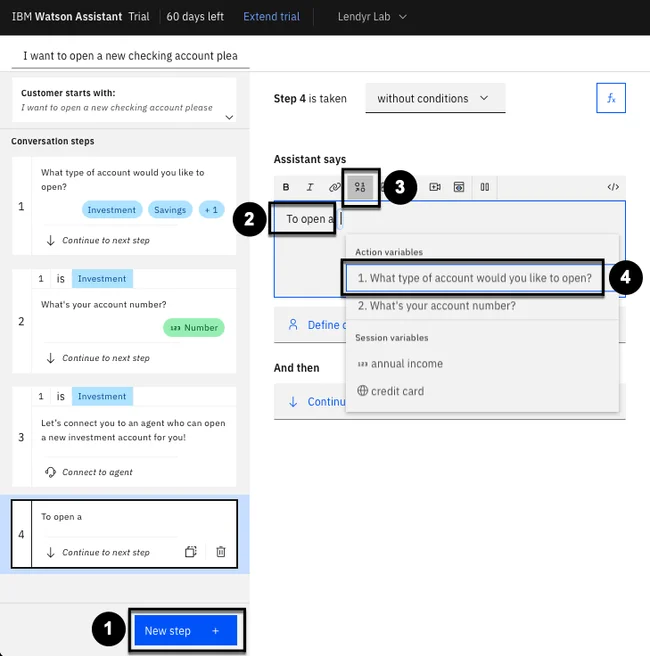 IBM Watson Assistant Trial 60 days left Extend trial Lendyr Lab
I want to open a new checking account plea
Customer starts with:
I want to open a new checking account please
Conversation steps
1
What type of account would you like to
open?
Investment Savings + 1
Continue to next step
2
1 is Investment
What's your account number?
123 Number
Continue to next step
3
1 is Investment
Let's connect you to an agent who can open
a new investment account for you!
Connect to agent
4
To open a
Continue to next step
1
New step +
Step 4 is taken without conditions
fx
Assistant says
B I 3 </>
2 To open a
Action variables
1. What type of account would you like to open? 4
2. What's your account number?
Session variables
123 annual income
credit card
Define c
And then
Continu